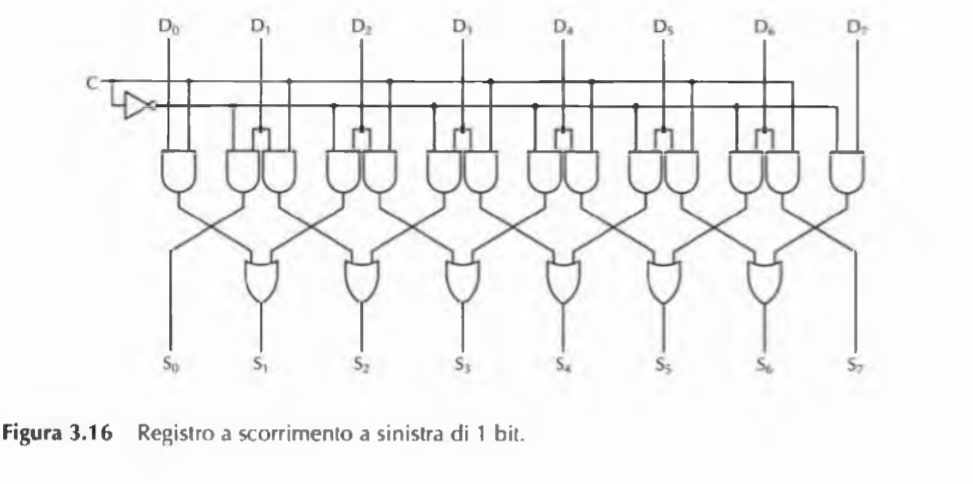 D₀ D₁ D₂ D₃ D₄ D₅ D₆ D₇
C
S₀ S₁ S₂ S₃ S₄ S₅ S₆ S₇
Figura 3.16 Registro a scorrimento a sinistra di 1 bit.